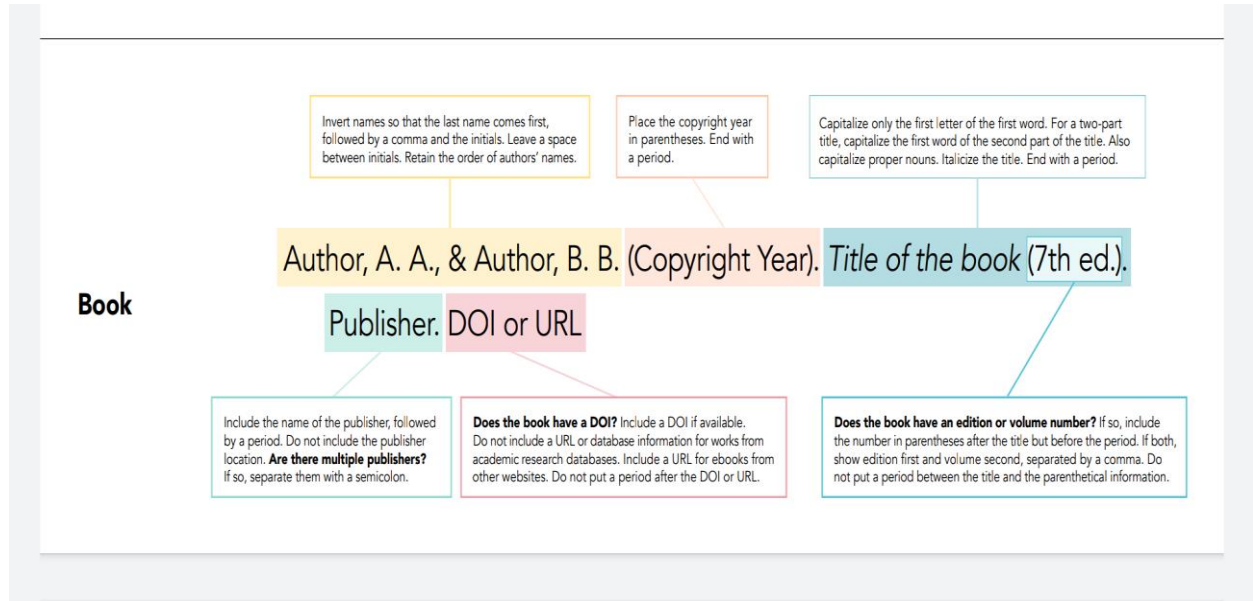 Invert names so that the last name comes first,
followed by a comma and the initials. Leave a space
between initials. Retain the order of authors’ names.
Place the copyright year
in parentheses. End with
a period.
Capitalize only the first letter of the first word. For a two-part
title, capitalize the first word of the second part of the title. Also
capitalize proper nouns. Italicize the title. End with a period.
Book
Author, A. A., & Author, B. B. (Copyright Year). Title of the book (7th ed.).
Publisher. DOI or URL
Include the name of the publisher, followed
by a period. Do not include the publisher
location. Are there multiple publishers?
If so, separate them with a semicolon.
Does the book have a DOI? Include a DOI if available.
Do not include a URL or database information for works from
academic research databases. Include a URL for ebooks from
other websites. Do not put a period after the DOI or URL.
Does the book have an edition or volume number? If so, include
the number in parentheses after the title but before the period. If both,
show edition first and volume second, separated by a comma. Do
not put a period between the title and the parenthetical information.